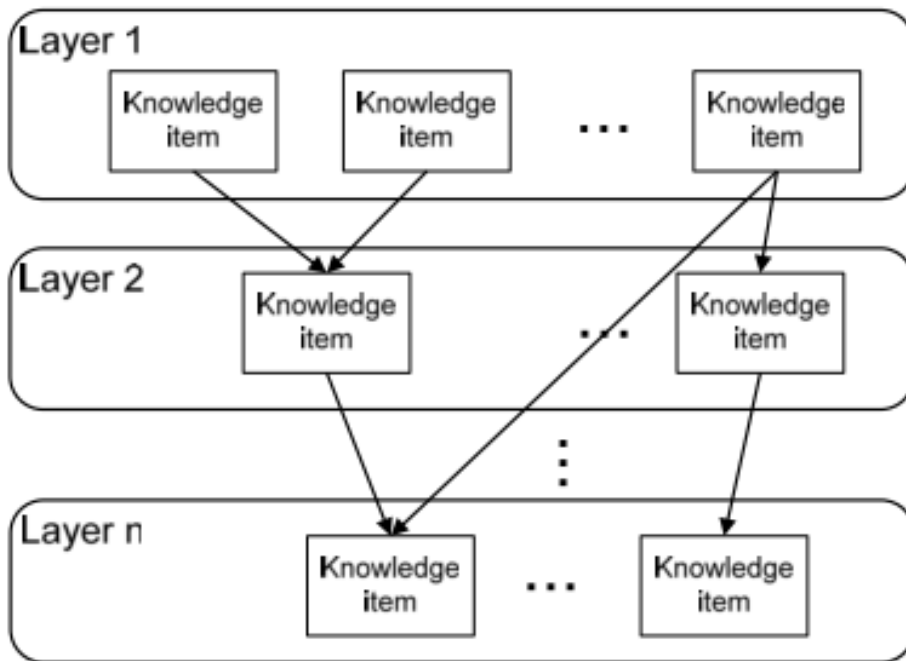 Layer 1
Knowledge
item
Knowledge
item
...
Knowledge
item
Layer 2
Knowledge
item
...
Knowledge
item
Layer n
Knowledge
item
...
Knowledge
item